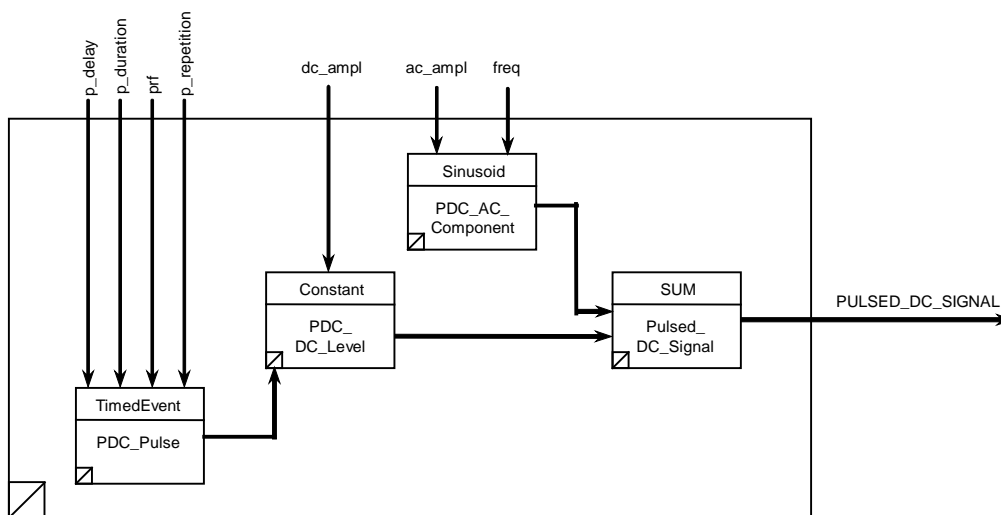 p_delay
p_duration
prf
p_repetition
dc_ampl
ac_ampl
freq
Sinusoid
PDC_AC_
Component
Constant
PDC_
DC_Level
SUM
Pulsed_
DC_Signal
PULSED_DC_SIGNAL
TimedEvent
PDC_Pulse